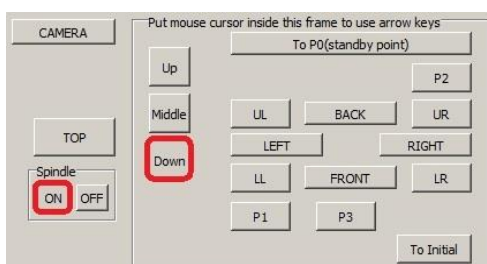 CAMERA
Put mouse cursor inside this frame to use arrow keys
To P0(standby point)
Up
P2
Middle
UL
BACK
UR
TOP
LEFT
RIGHT
Down
Spindle
LL
FRONT
LR
ON
OFF
P1
P3
To Initial